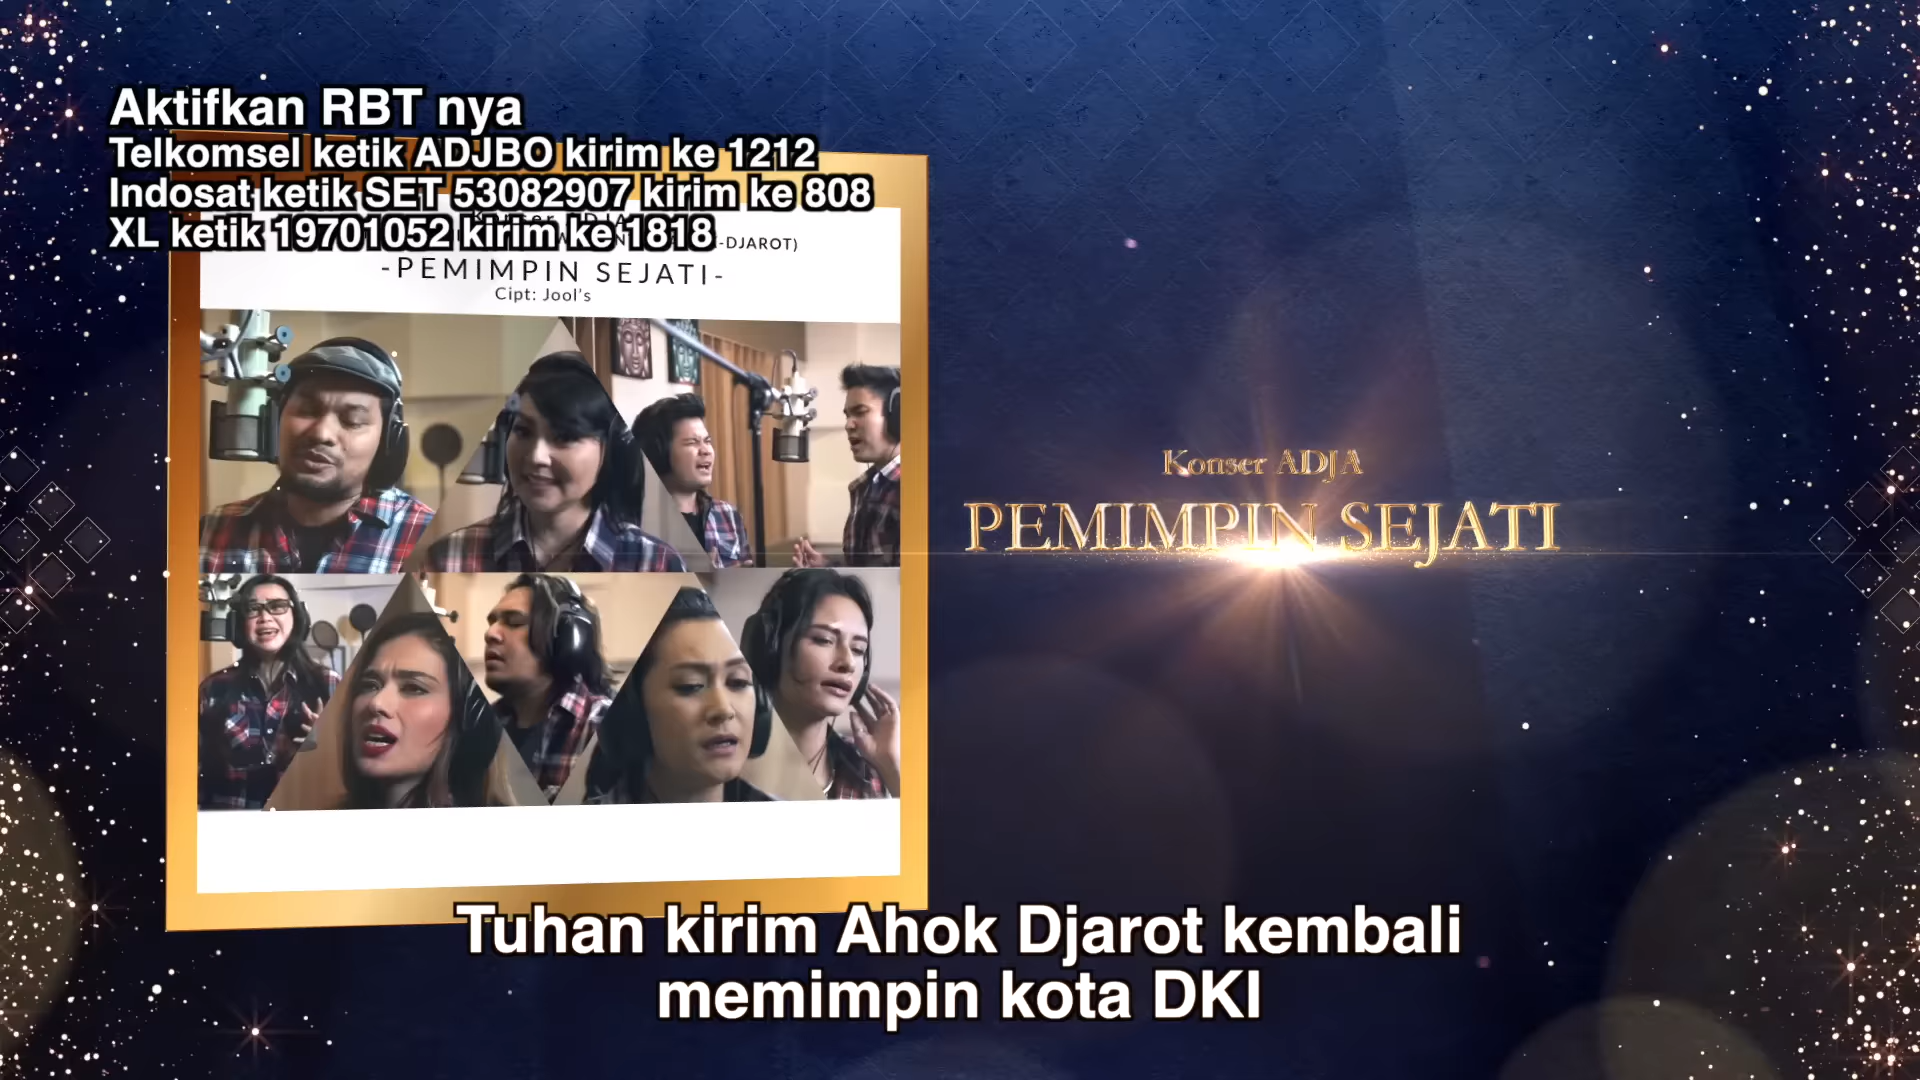 Aktifkan RBT nya
Telkomsel ketik ADJBO kirim ke 1212
Indosat ketik SET 53082907 kirim ke 808
XL ketik 19701052 kirim ke 1818
Konser ADJA
-DJAROT)
-PEMIMPIN SEJATI-
Cipt: Jool's
Konser ADJA
PEMIMPIN SEJATI
Tuhan kirim Ahok Djarot kembali
memimpin kota DKI